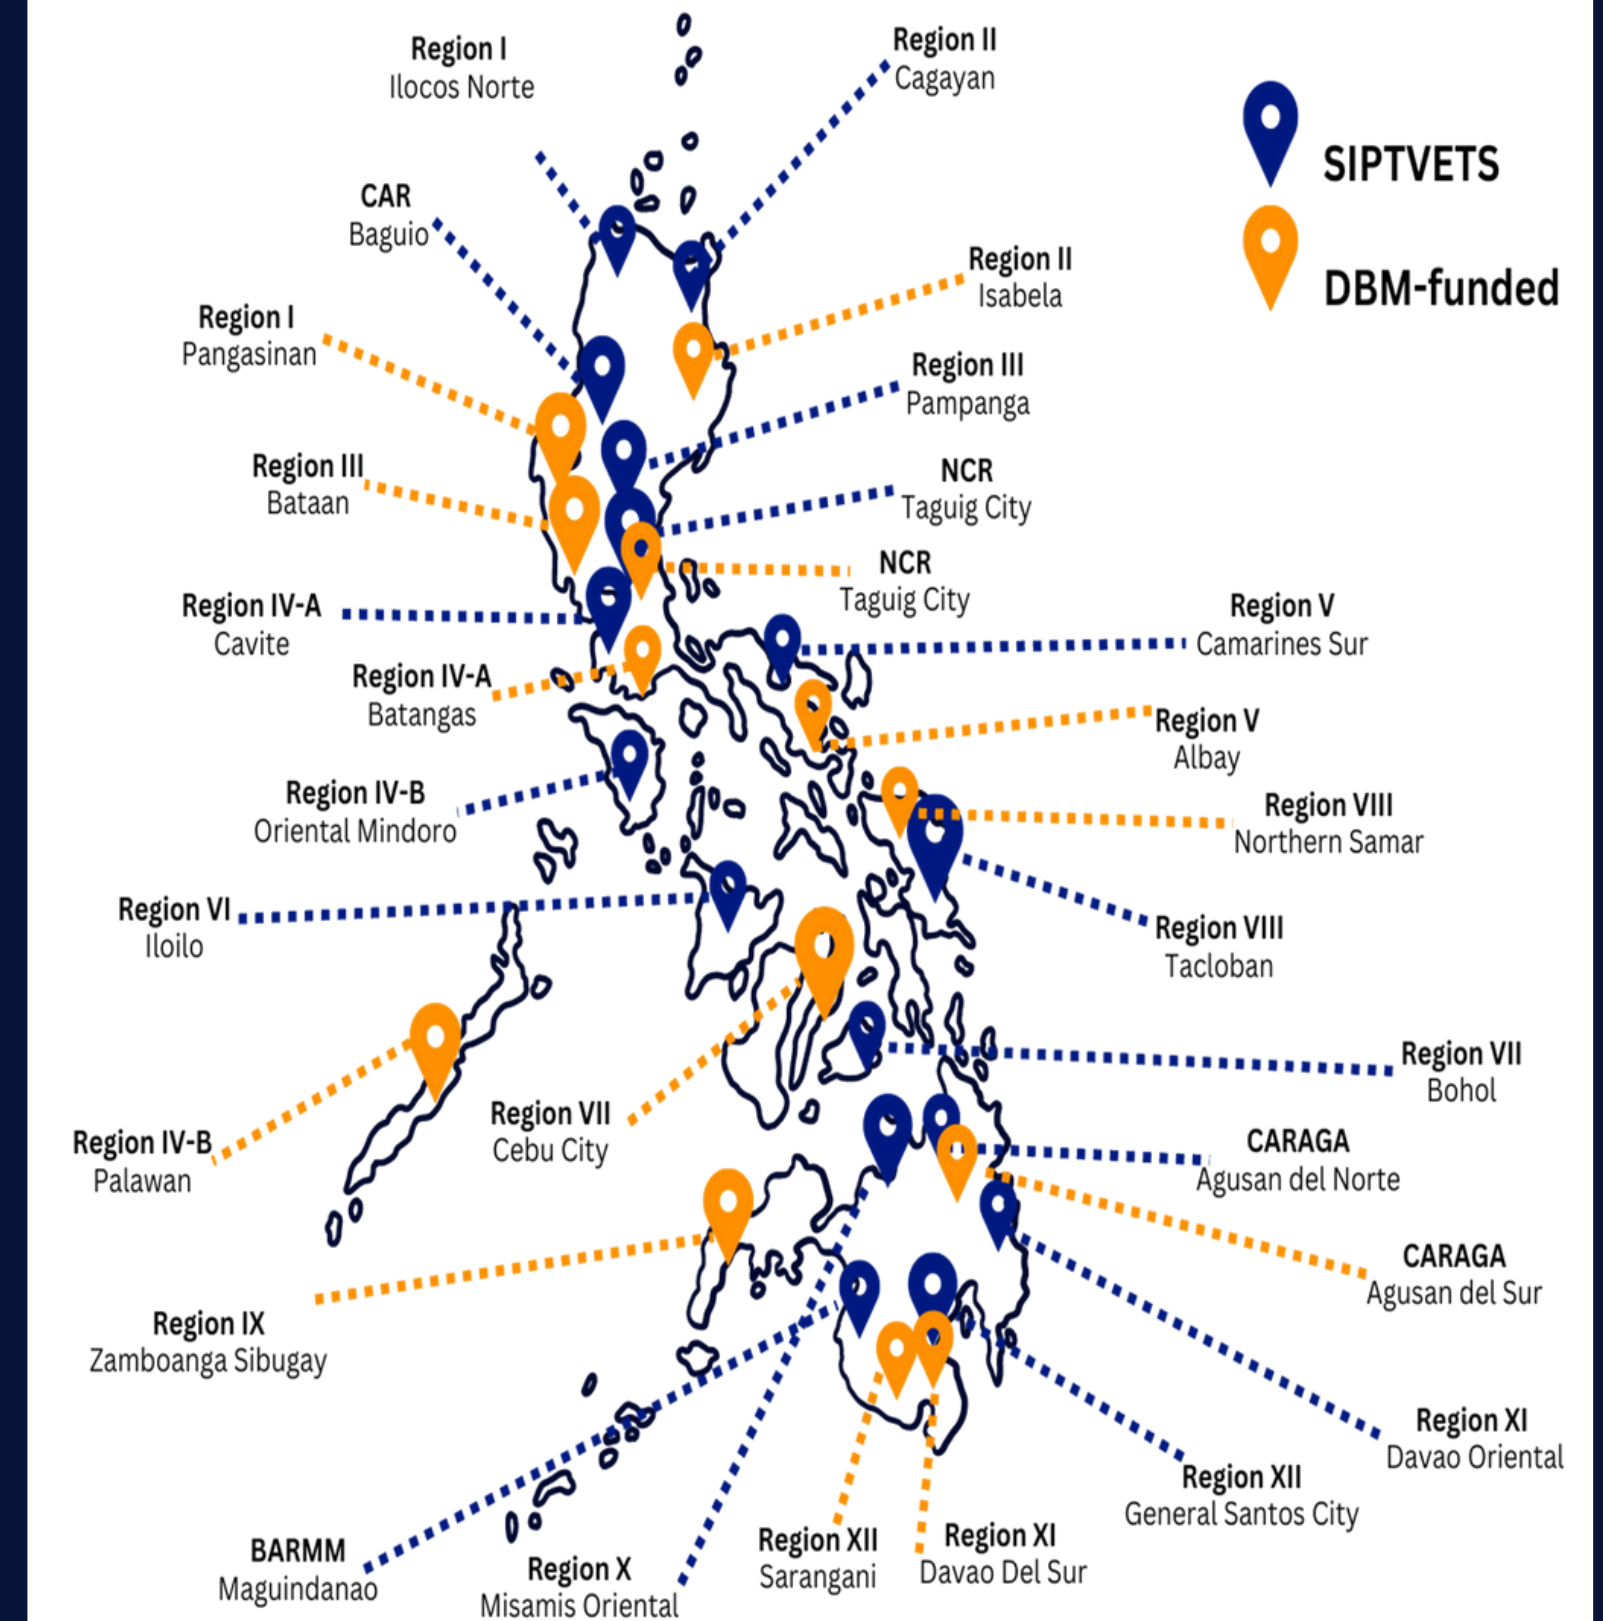 Region I
Ilocos Norte
Region II
Cagayan
SIPTVETS
CAR
Baguio
Region II
Isabela
DBM-funded
Region I
Pangasinan
Region III
Pampanga
Region III
Bataan
NCR
Taguig City
NCR
Taguig City
Region IV-A
Cavite
Region V
Camarines Sur
Region IV-A
Batangas
Region V
Albay
Region IV-B
Oriental Mindoro
Region VIII
Northern Samar
Region VI
Iloilo
Region VIII
Tacloban
Region VII
Bohol
Region VII
Cebu City
Region IV-B
Palawan
CARAGA
Agusan del Norte
CARAGA
Agusan del Sur
Region IX
Zamboanga Sibugay
Region XI
Davao Oriental
Region XII
General Santos City
BARMM
Maguindanao
Region X
Misamis Oriental
Region XII
Sarangani
Region XI
Davao Del Sur